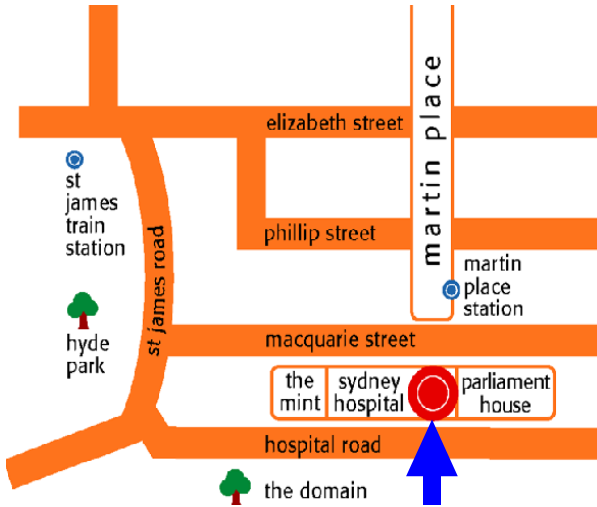 elizabeth street
martin place
st
james
train
station
phillip street
st james road
martin
place
station
hyde
park
macquarie street
the
mint
sydney
hospital
parliament
house
hospital road
the domain